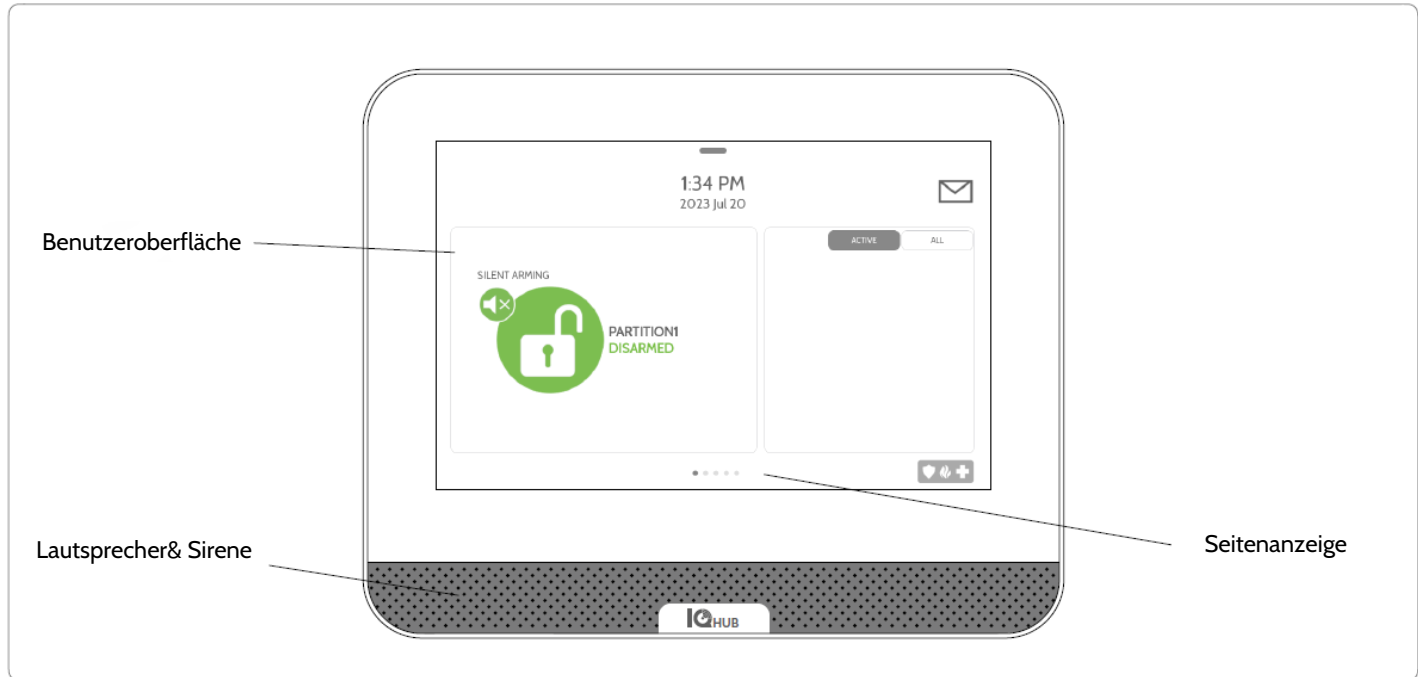 1:34 PM
2023 Jul 20
Benutzeroberfläche
ACTIVE
ALL
SILENT ARMING
PARTITION1
DISARMED
Lautsprecher& Sirene
Seitenanzeige
IQ HUB